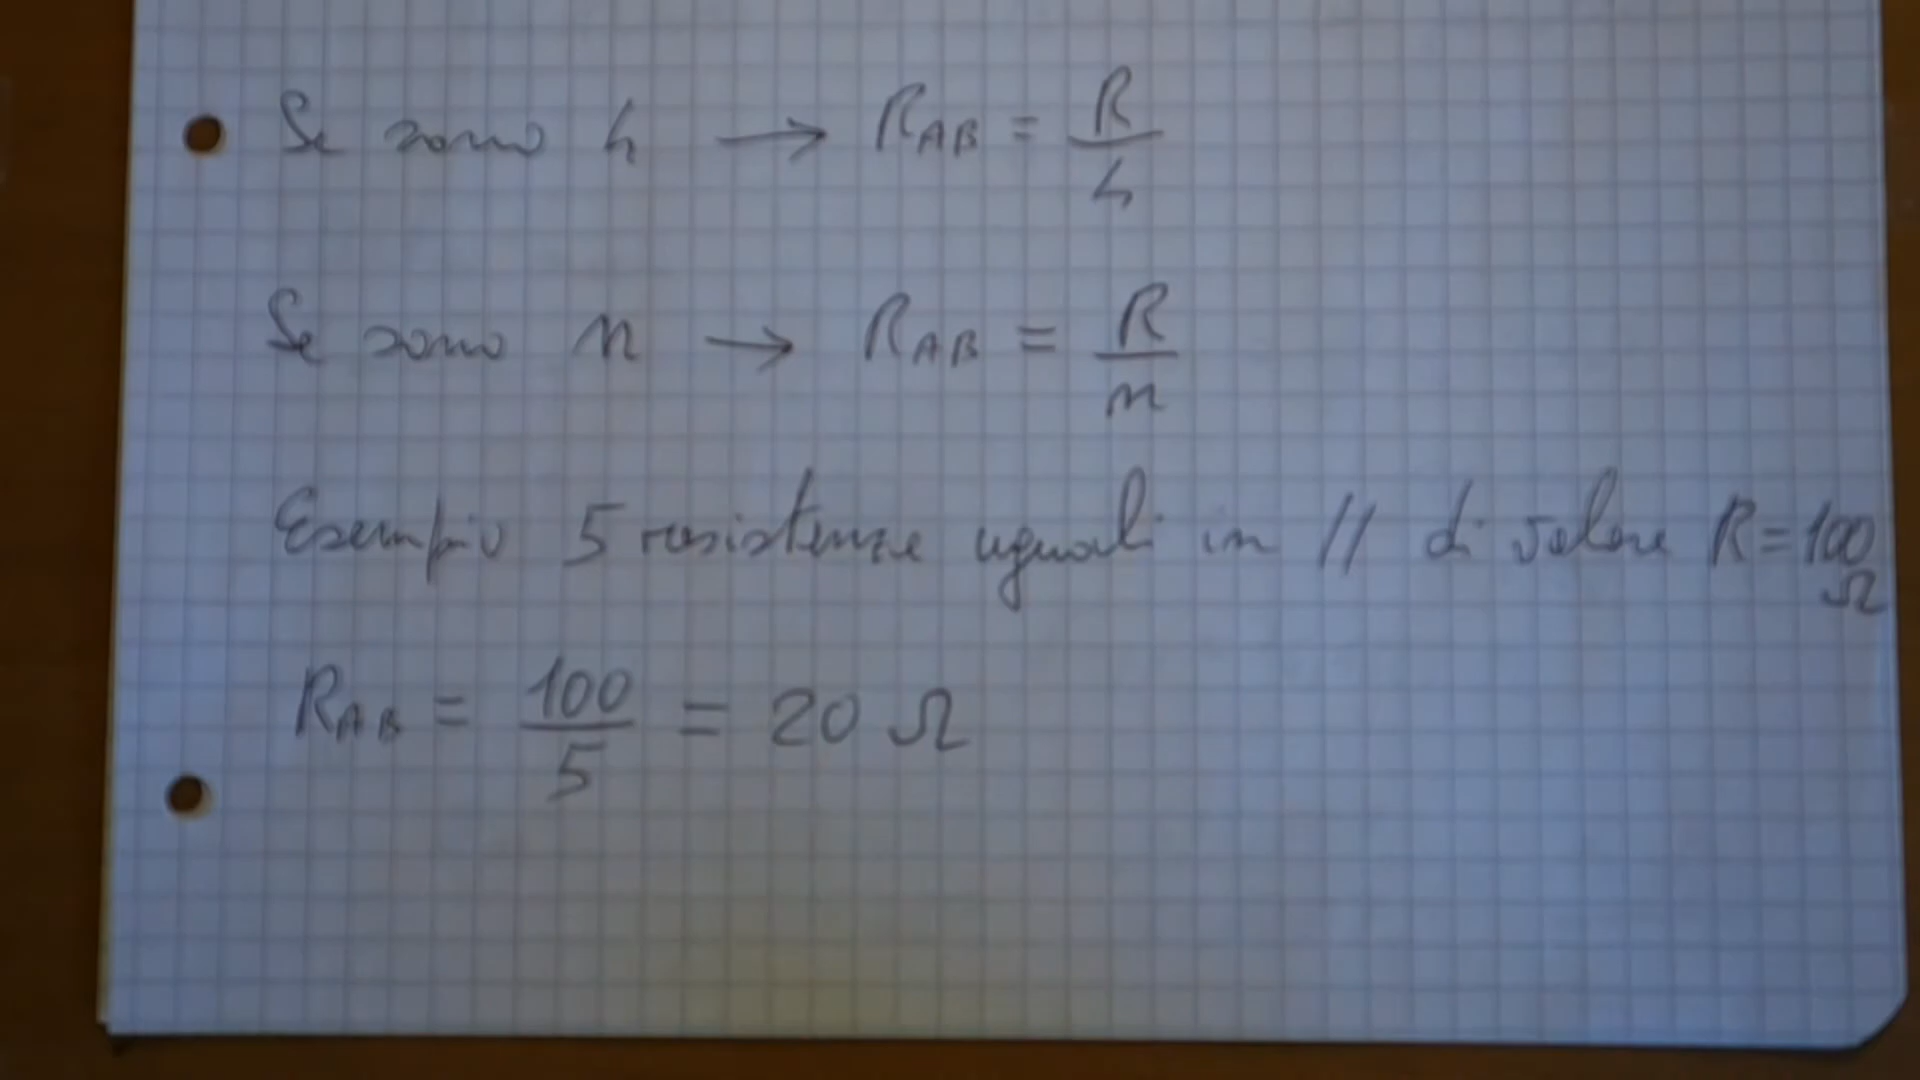 Se sono 4 → R_AB = R/4
Se sono n → R_AB = R/n
Esempio 5 resistenze uguali in // di valore R = 100 Ω
R_AB = 100/5 = 20 Ω